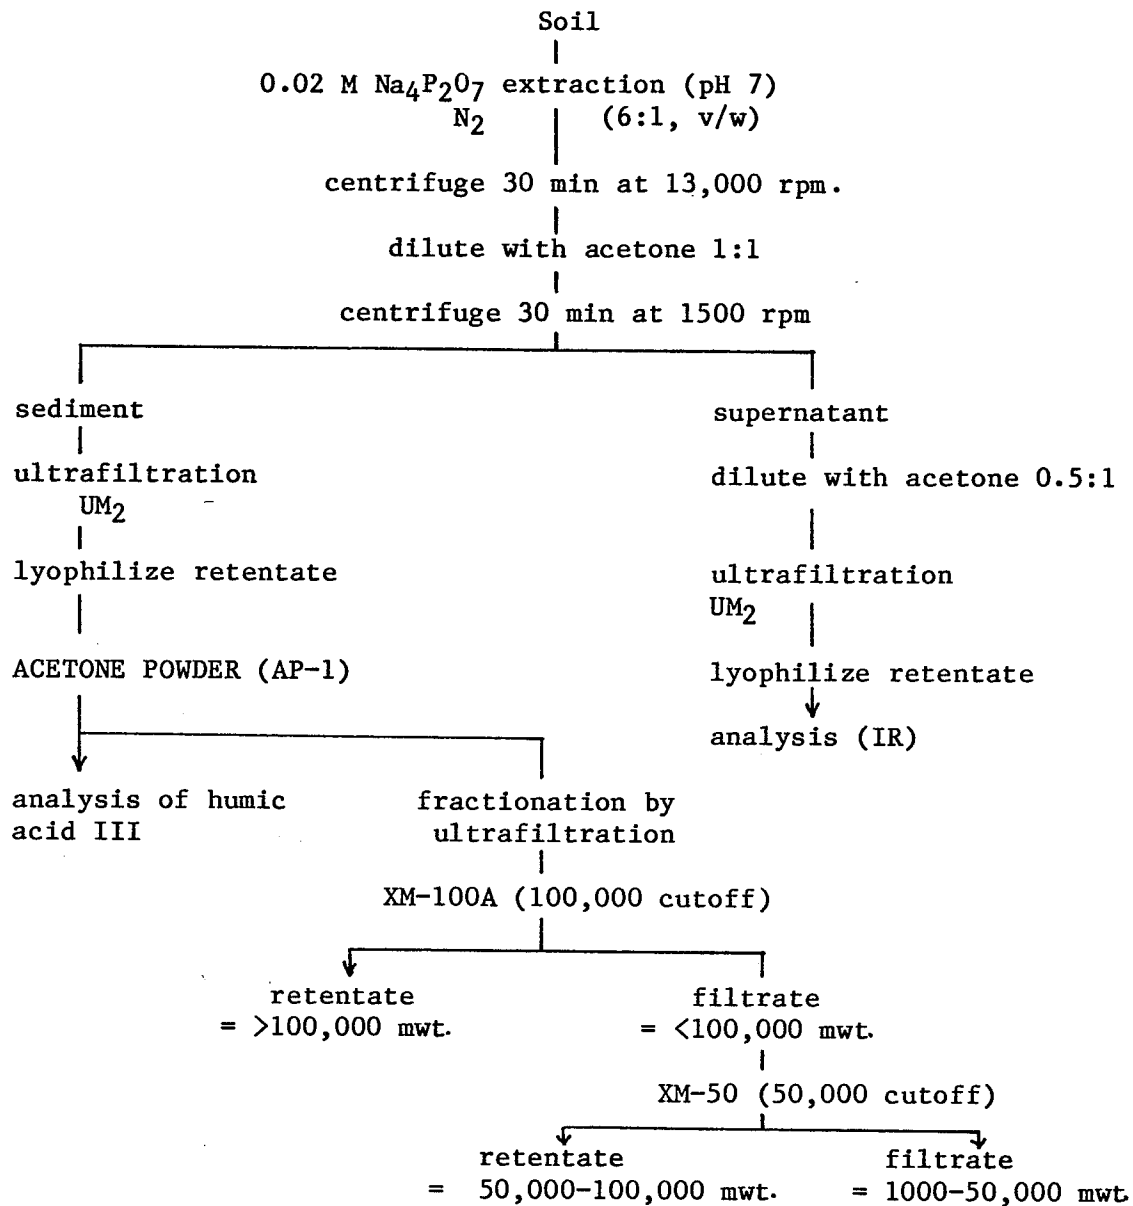 Soil
0.02 M Na₄P₂O₇ extraction (pH 7)
N₂ (6:1, v/w)
centrifuge 30 min at 13,000 rpm.
dilute with acetone 1:1
centrifuge 30 min at 1500 rpm
sediment
supernatant
ultrafiltration
UM₂
dilute with acetone 0.5:1
lyophilize retentate
ultrafiltration
UM₂
ACETONE POWDER (AP-1)
lyophilize retentate
analysis (IR)
analysis of humic
acid III
fractionation by
ultrafiltration
XM-100A (100,000 cutoff)
retentate
= >100,000 mwt.
filtrate
= <100,000 mwt.
XM-50 (50,000 cutoff)
retentate
= 50,000-100,000 mwt.
filtrate
= 1000-50,000 mwt.